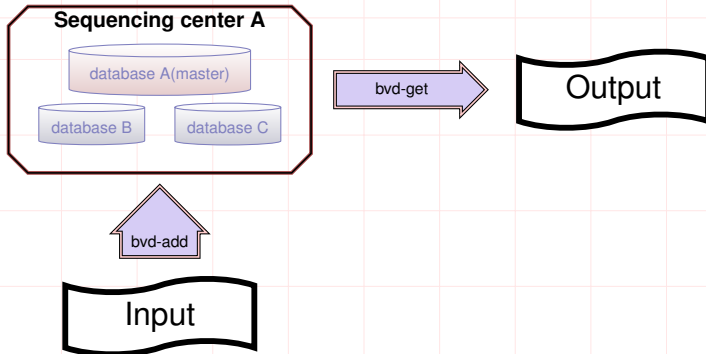 Sequencing center A
database A(master)
database B
database C
bvd-get
Output
bvd-add
Input